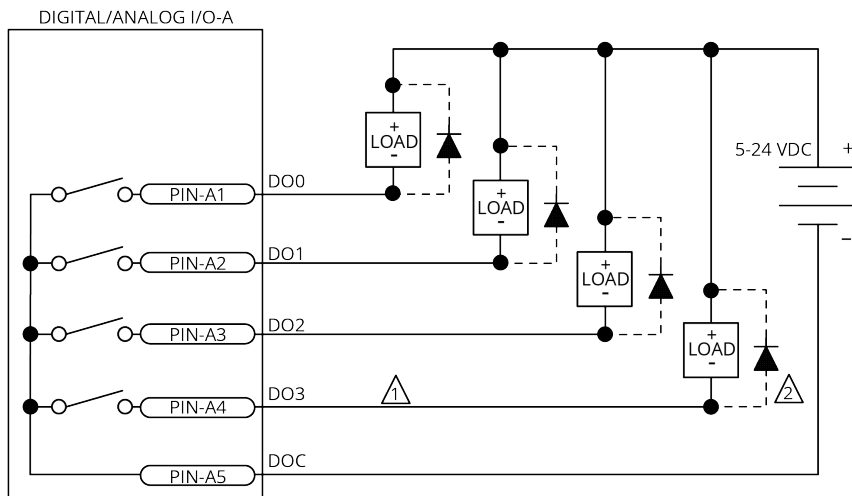 DIGITAL/ANALOG I/O-A
+
LOAD
-
5-24 VDC
+
-
PIN-A1
DO0
+
LOAD
-
PIN-A2
DO1
+
LOAD
-
PIN-A3
DO2
+
LOAD
-
PIN-A4
DO3
1
2
PIN-A5
DOC